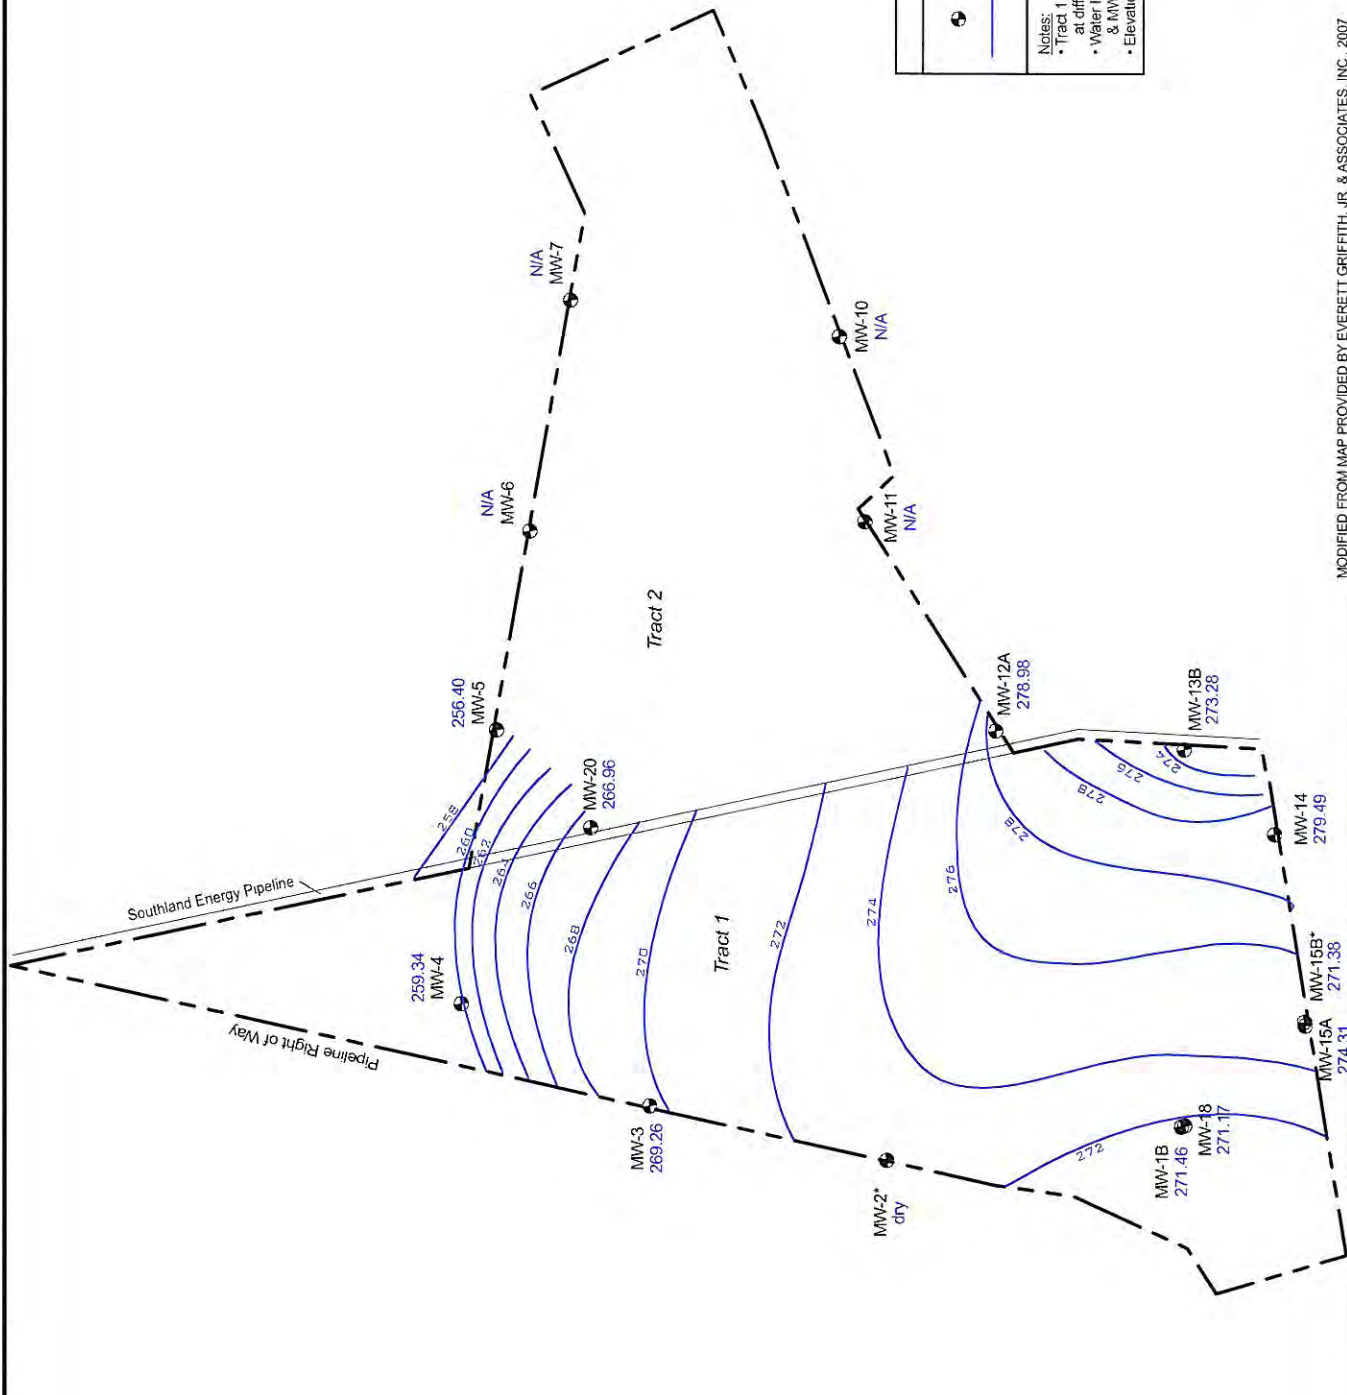 Southland Energy Pipeline
Pipeline Right of Way
N/A
MW-7
N/A
MW-6
MW-10
N/A
MW-11
N/A
Tract 2
256.40
MW-5
MW-20
266.96
259.34
MW-4
258
260
262
264
266
268
270
272
274
276
278
278
276
274
272
Tract 1
MW-3
269.26
MW-2*
dry
MW-12A
278.98
MW-13B
273.28
MW-14
279.49
MW-15B*
271.38
MW-15A
274.31
MW-1B
271.46
MW-18
271.17
Notes:
• Tract 1
at diff
• Water
& MW
• Elevati
MODIFIED FROM MAP PROVIDED BY EVERETT GRIFFITH, JR. & ASSOCIATES, INC., 2007